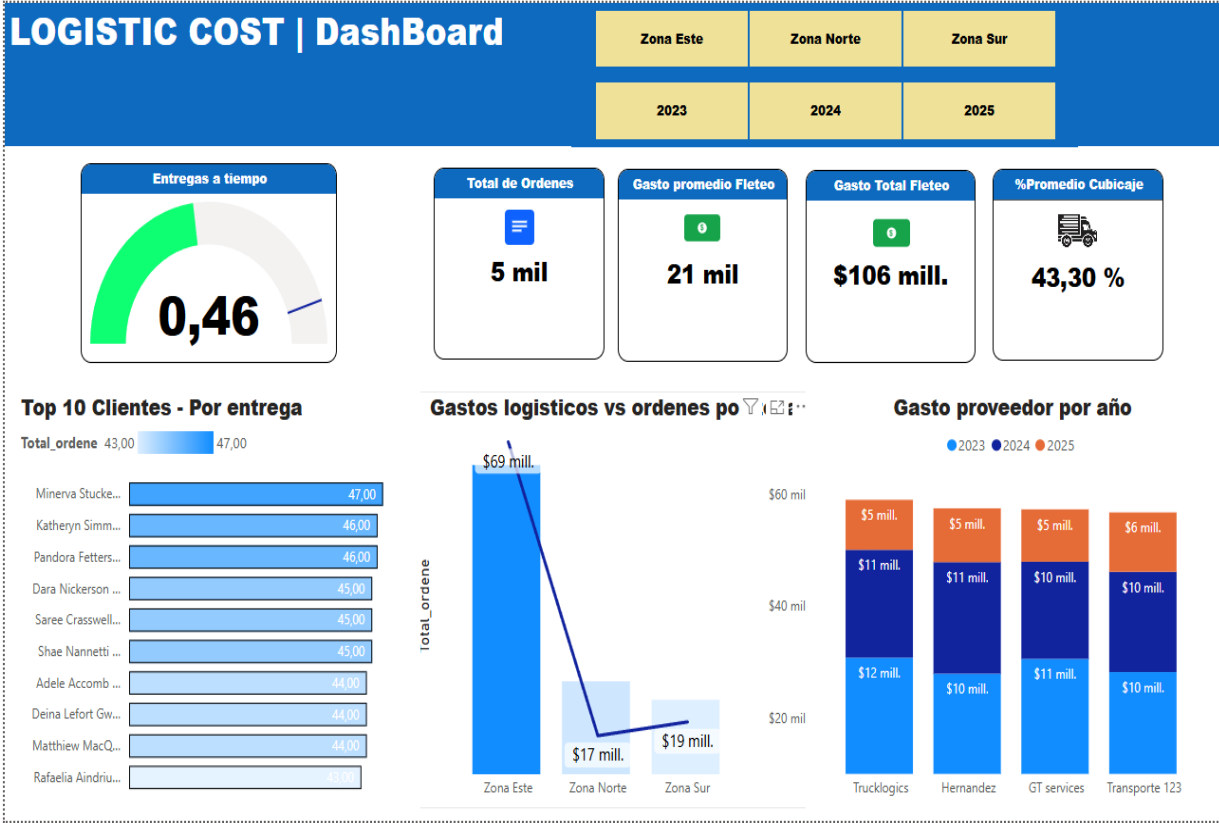 LOGISTIC COST | DashBoard
Zona Este
Zona Norte
Zona Sur
2023
2024
2025
Entregas a tiempo
0,46
Total de Ordenes
5 mil
Gasto promedio Fleteo
21 mil
Gasto Total Fleteo
$106 mill.
%Promedio Cubicaje
43,30 %
Top 10 Clientes - Por entrega
Total_ordene 43,00 47,00
Minerva Stucke... 47,00
Katheryn Simm... 46,00
Pandora Fetters... 46,00
Dara Nickerson ... 45,00
Saree Crasswell... 45,00
Shae Nannetti ... 45,00
Adele Accomb ... 44,00
Deina Lefort Gw... 44,00
Matthiew MacQ... 44,00
Rafaelia Aindriu... 43,00
Gastos logisticos vs ordenes po
Total_ordene
$69 mill.
$17 mill.
$19 mill.
$60 mil
$40 mil
$20 mil
Zona Este
Zona Norte
Zona Sur
Gasto proveedor por año
2023 2024 2025
$5 mill.
$11 mill.
$12 mill.
Trucklogics
$5 mill.
$11 mill.
$10 mill.
Hernandez
$5 mill.
$10 mill.
$11 mill.
GT services
$6 mill.
$10 mill.
$10 mill.
Transporte 123